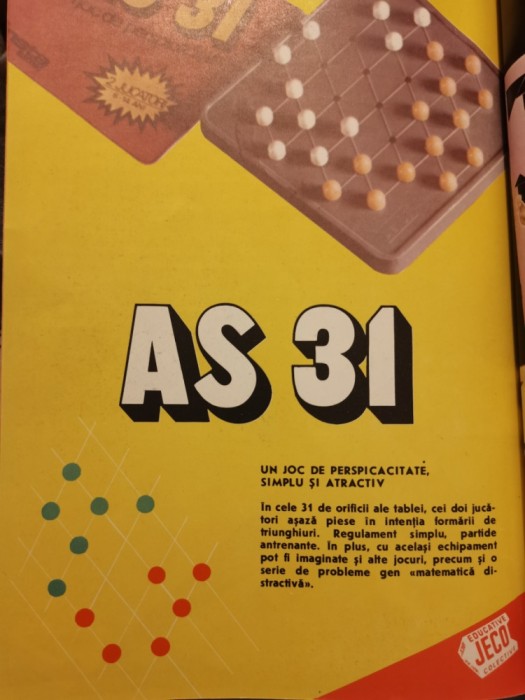 31
JUCĂTORI
AS 31
UN JOC DE PERSPICACITATE,
SIMPLU ȘI ATRACTIV
În cele 31 de orificii ale tablei, cei doi jucă-
tori așază piese în intenția formării de
triunghiuri. Regulament simplu, partide
antrenante. În plus, cu același echipament
pot fi imaginate și alte jocuri, precum și o
serie de probleme gen «matematică di-
stractivă».
EDUCATIVE
JECO
COLECTIVE